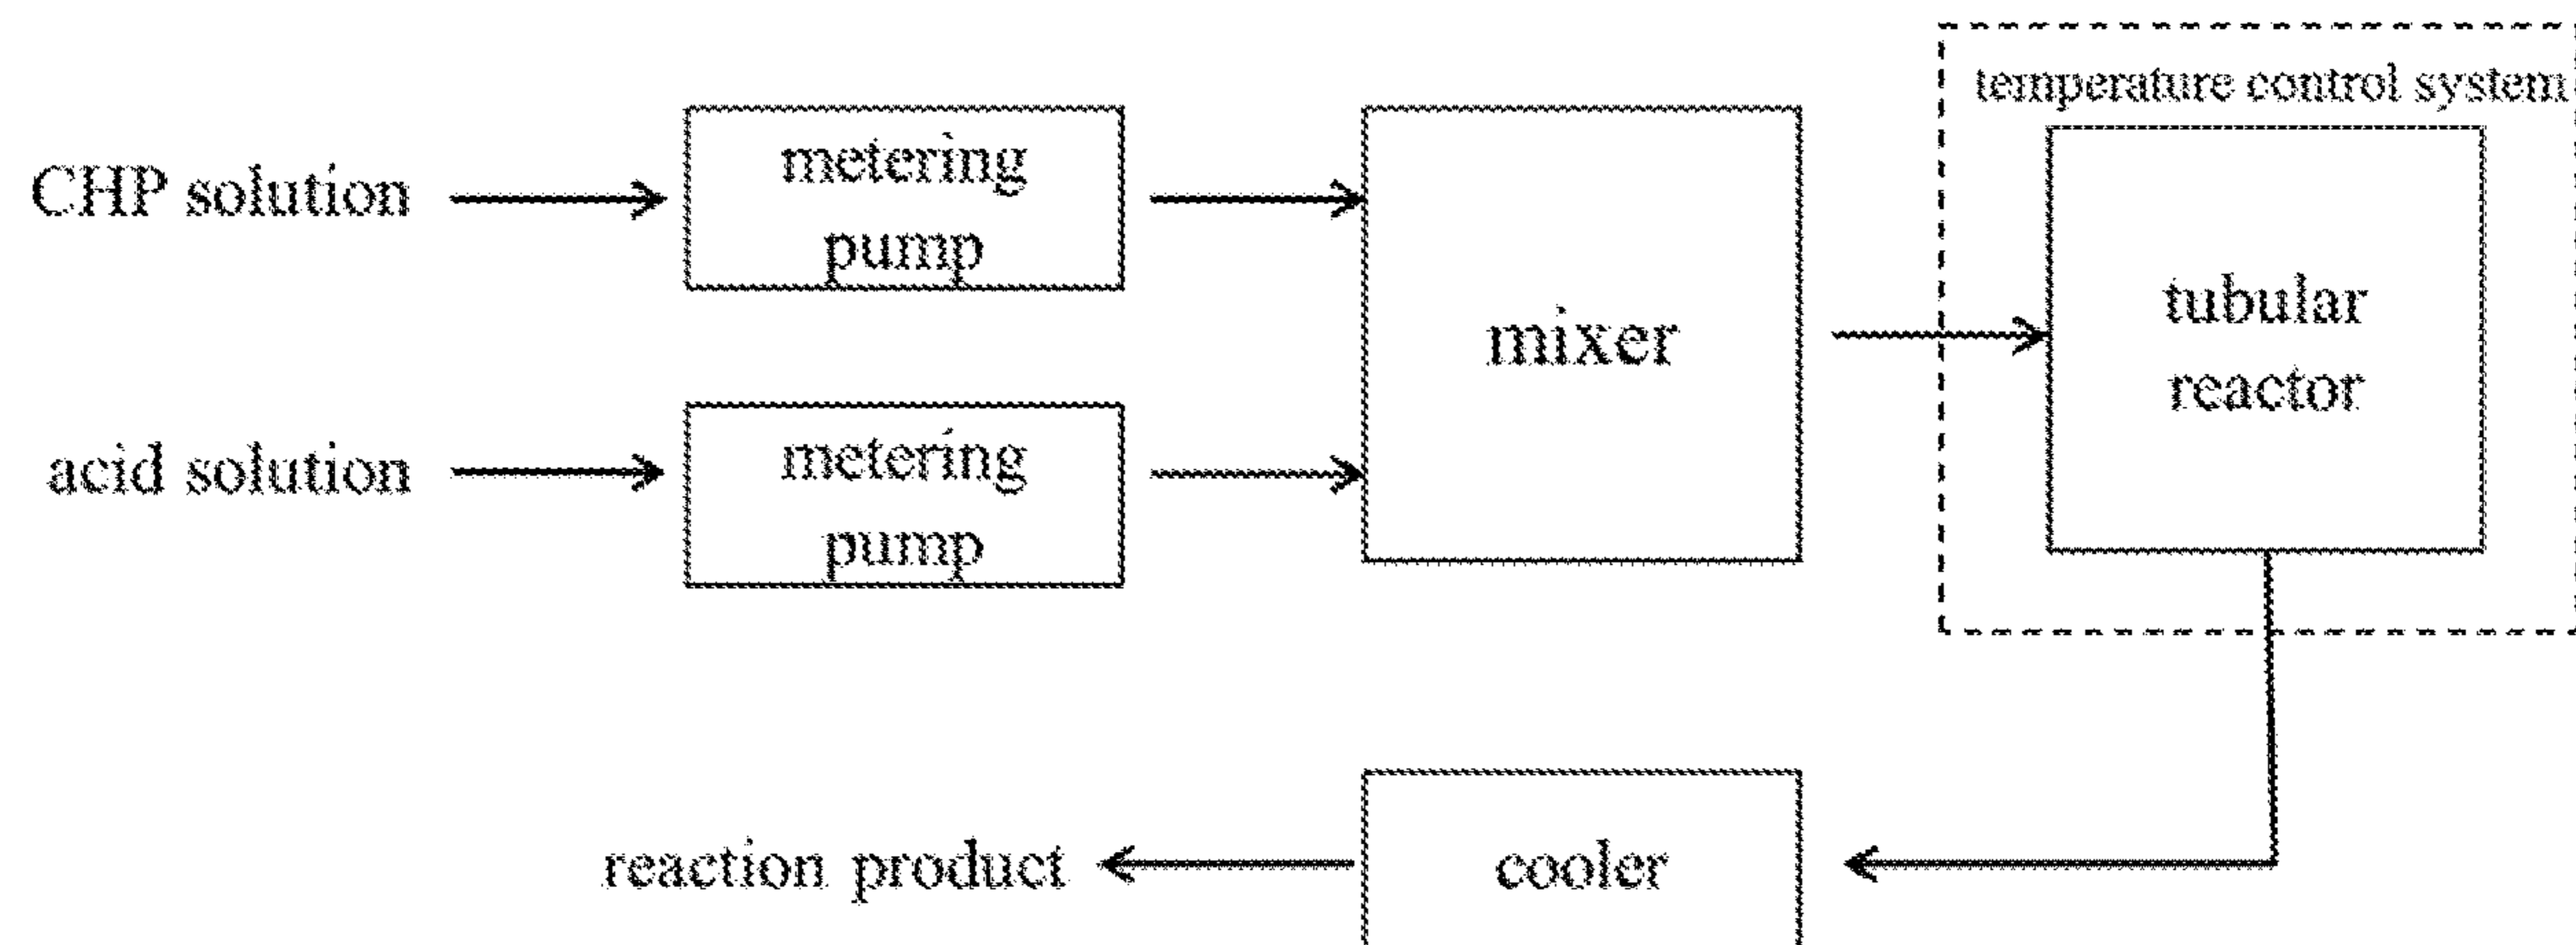 temperature control system
CHP solution
metering
pump
mixer
tubular
reactor
acid solution
metering
pump
reaction product
cooler